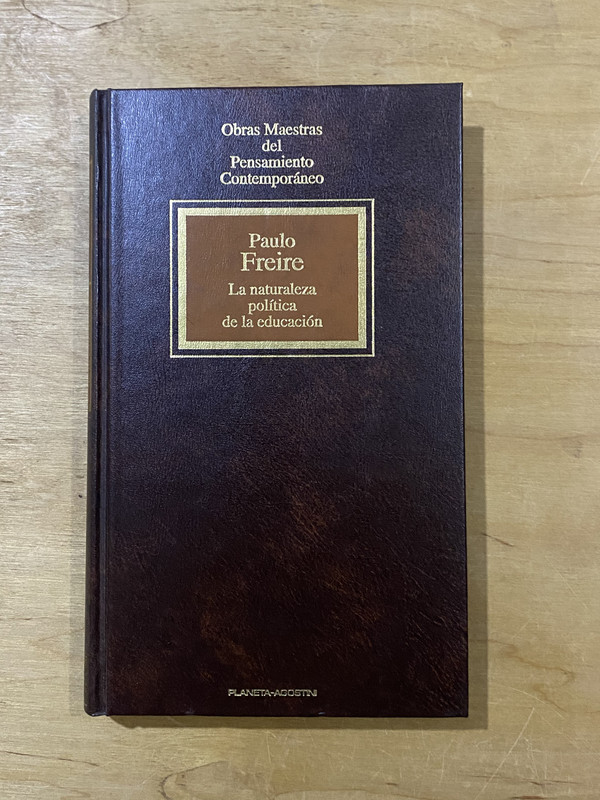 Obras Maestras
del
Pensamiento
Contemporáneo
Paulo
Freire
La naturaleza
política
de la educación
PLANETA-AGOSTINI